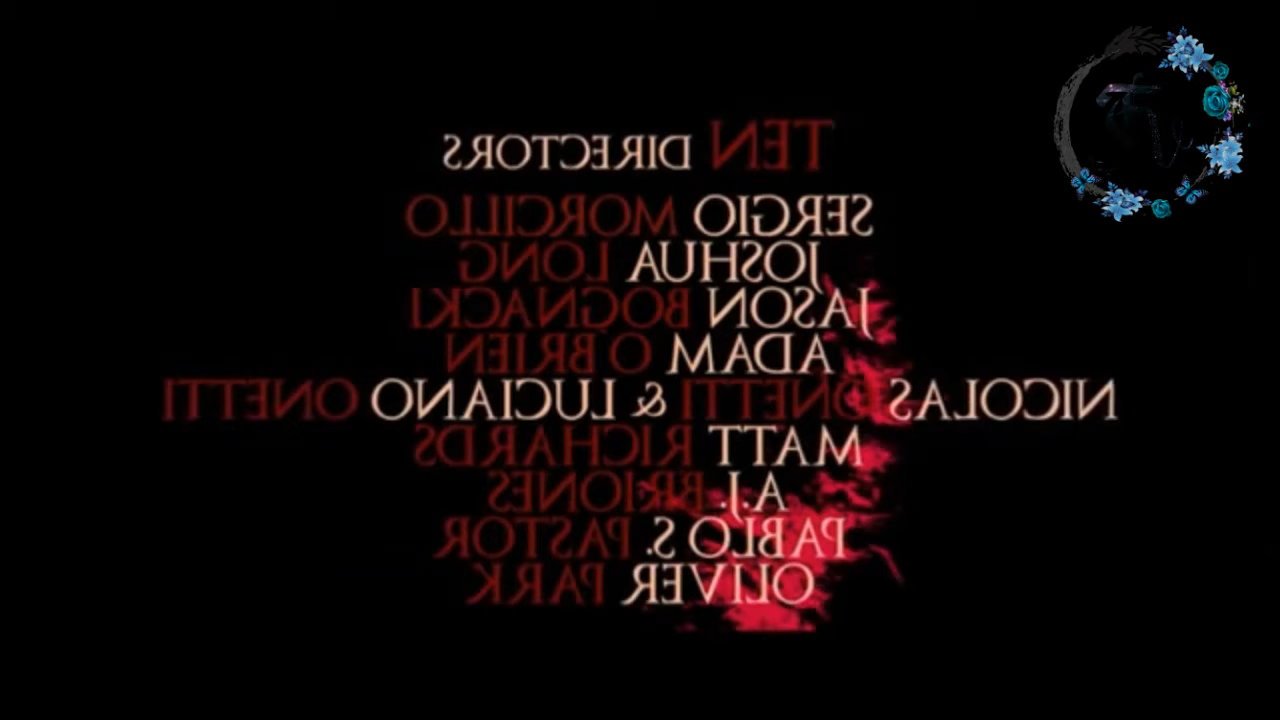 TEN DIRECTORS
SERGIO MORCILLO
JOSHUA LONG
JASON BOGNACKI
ADAM O'BRIEN
NICOLAS ONETTI & LUCIANO ONETTI
MATT RICHARDS
A.J. BRIONES
PABLO S. PASTOR
OLIVER PARK